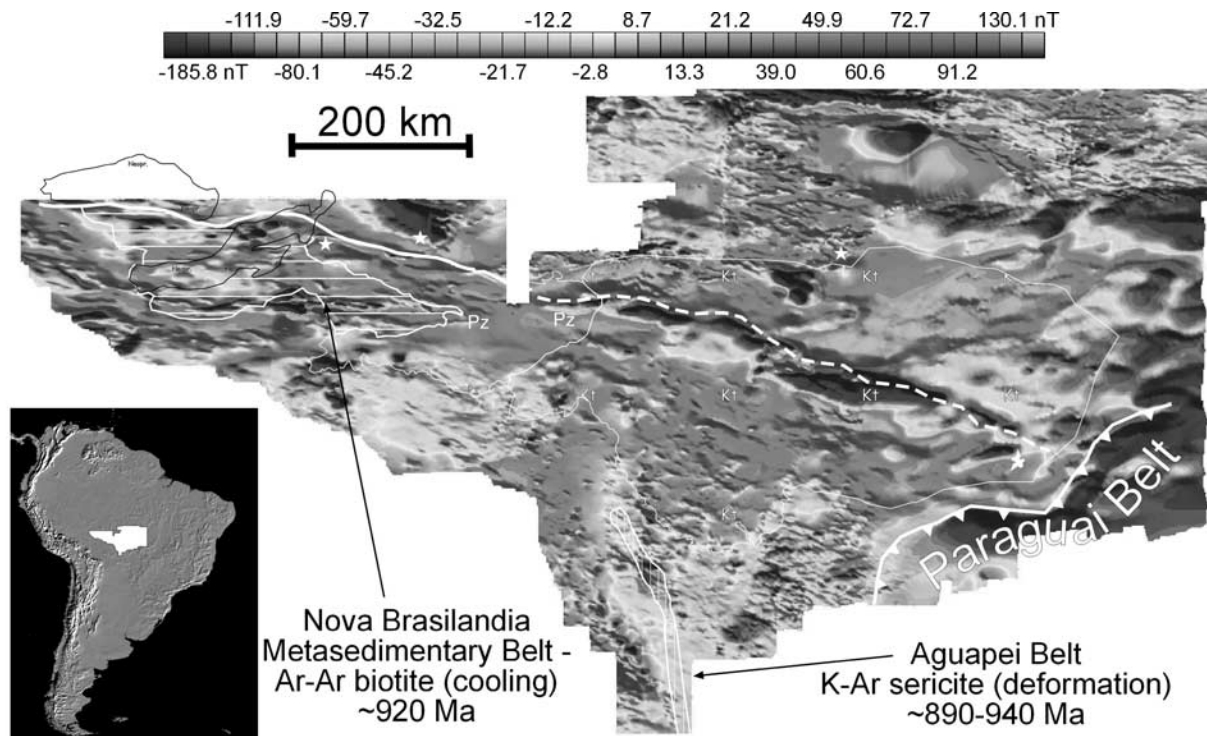 -111.9 -59.7 -32.5 -12.2 8.7 21.2 49.9 72.7 130.1 nT
-185.8 nT -80.1 -45.2 -21.7 -2.8 13.3 39.0 60.6 91.2
200 km
Kt Kt
Pz Pz
Kt Kt Kt Kt
Kt
Paraguai Belt
Nova Brasilandia
Metasedimentary Belt -
Ar-Ar biotite (cooling)
~920 Ma
Aguapei Belt
K-Ar sericite (deformation)
~890-940 Ma